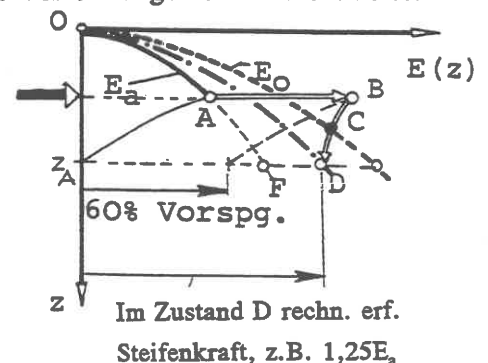 O
E(z)
E_a
E_O
B
A
C
z_A
F
D
60% Vorspg.
z
Im Zustand D rechn. erf.
Steifenkraft, z.B. 1,25E_a